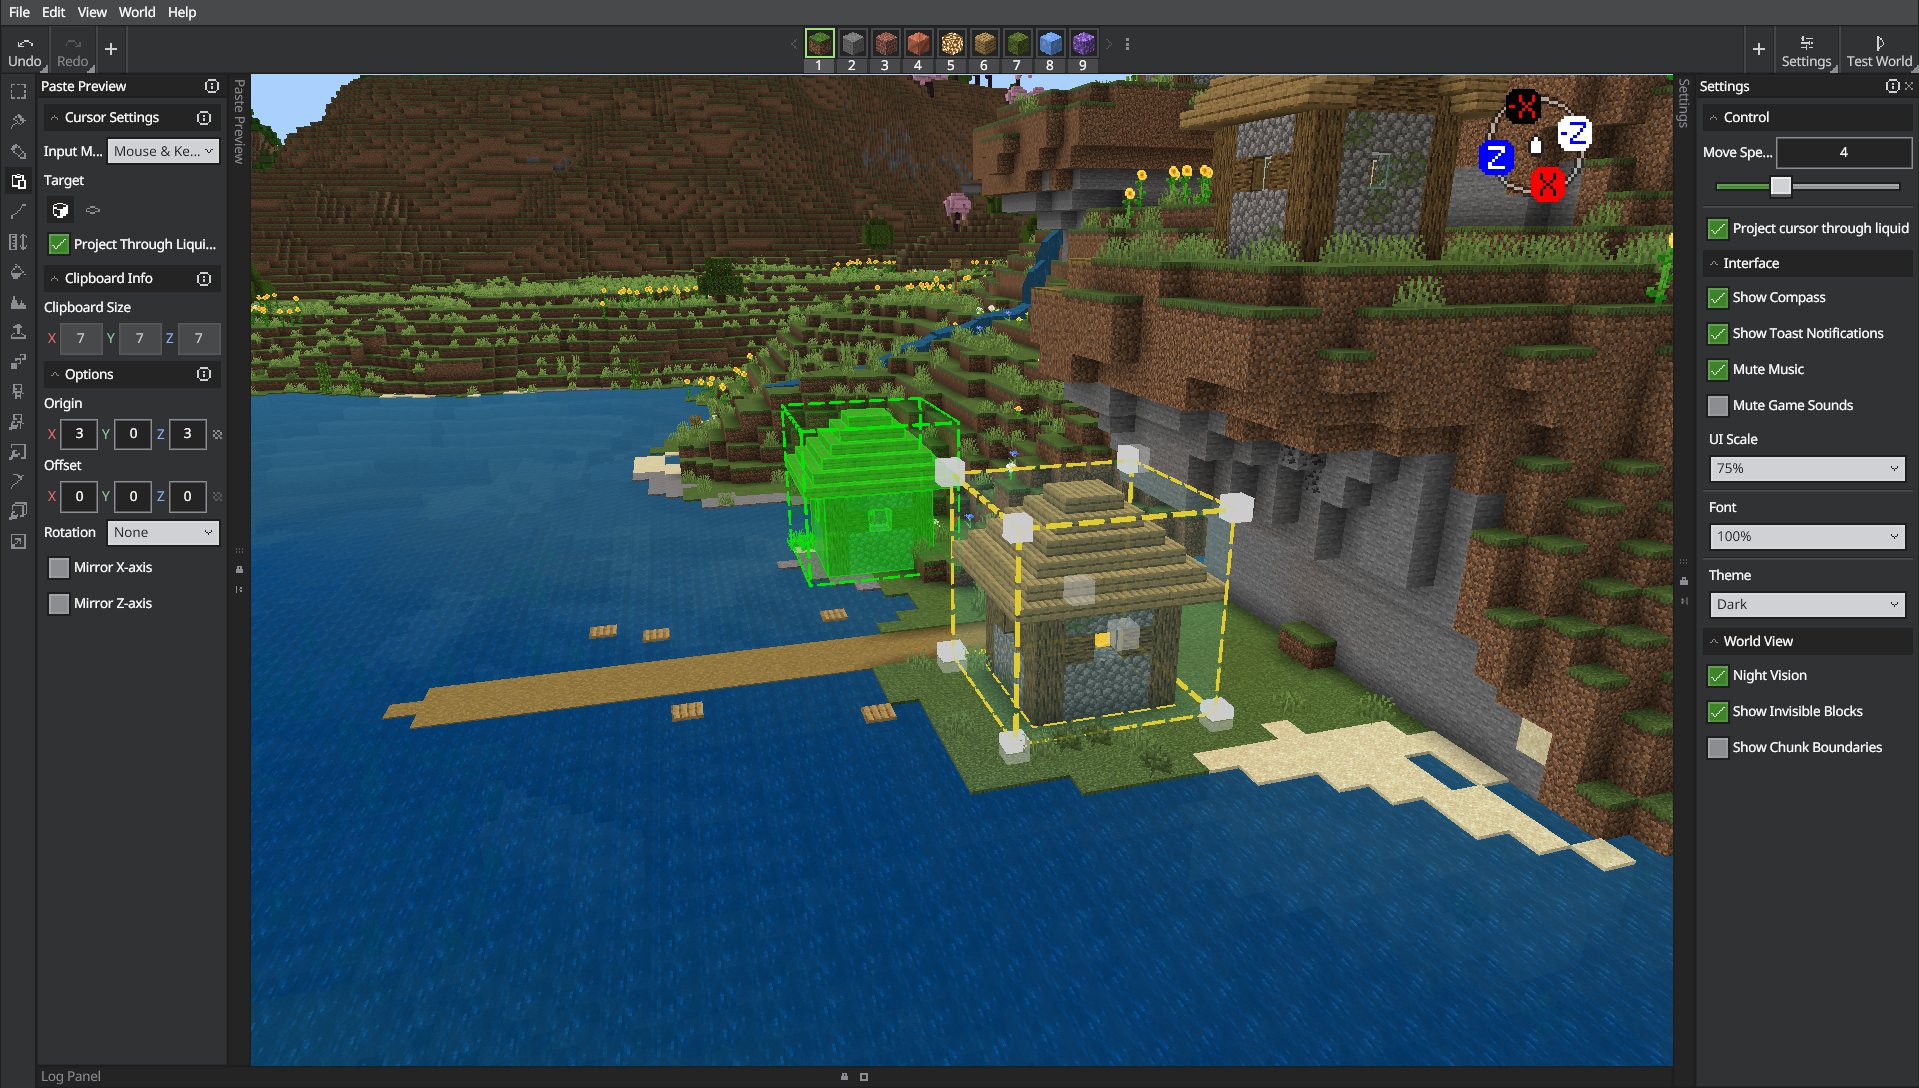 File Edit View World Help
Undo
Redo
1 2 3 4 5 6 7 8 9
Settings
Test World
Paste Preview
Cursor Settings
Input M... Mouse & Ke...
Target
Project Through Liqui...
Clipboard Info
Clipboard Size
X 7 Y 7 Z 7
Options
Origin
X 3 Y 0 Z 3
Offset
X 0 Y 0 Z 0
Rotation None
Mirror X-axis
Mirror Z-axis
Paste Preview
-X
-Z
Z
X
Settings
Settings
Control
Move Spe... 4
Project cursor through liquid
Interface
Show Compass
Show Toast Notifications
Mute Music
Mute Game Sounds
UI Scale
75%
Font
100%
Theme
Dark
World View
Night Vision
Show Invisible Blocks
Show Chunk Boundaries
Log Panel